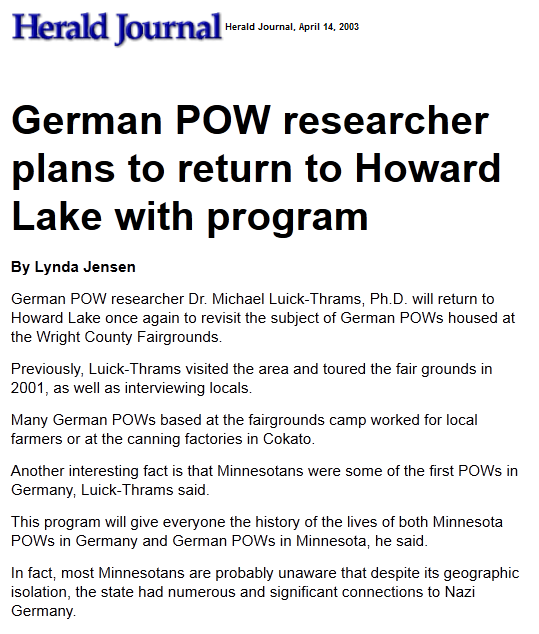 Herald Journal Herald Journal, April 14, 2003
German POW researcher
plans to return to Howard
Lake with program
By Lynda Jensen
German POW researcher Dr. Michael Luick-Thrams, Ph.D. will return to
Howard Lake once again to revisit the subject of German POWs housed at
the Wright County Fairgrounds.
Previously, Luick-Thrams visited the area and toured the fair grounds in
2001, as well as interviewing locals.
Many German POWs based at the fairgrounds camp worked for local
farmers or at the canning factories in Cokato.
Another interesting fact is that Minnesotans were some of the first POWs in
Germany, Luick-Thrams said.
This program will give everyone the history of the lives of both Minnesota
POWs in Germany and German POWs in Minnesota, he said.
In fact, most Minnesotans are probably unaware that despite its geographic
isolation, the state had numerous and significant connections to Nazi
Germany.